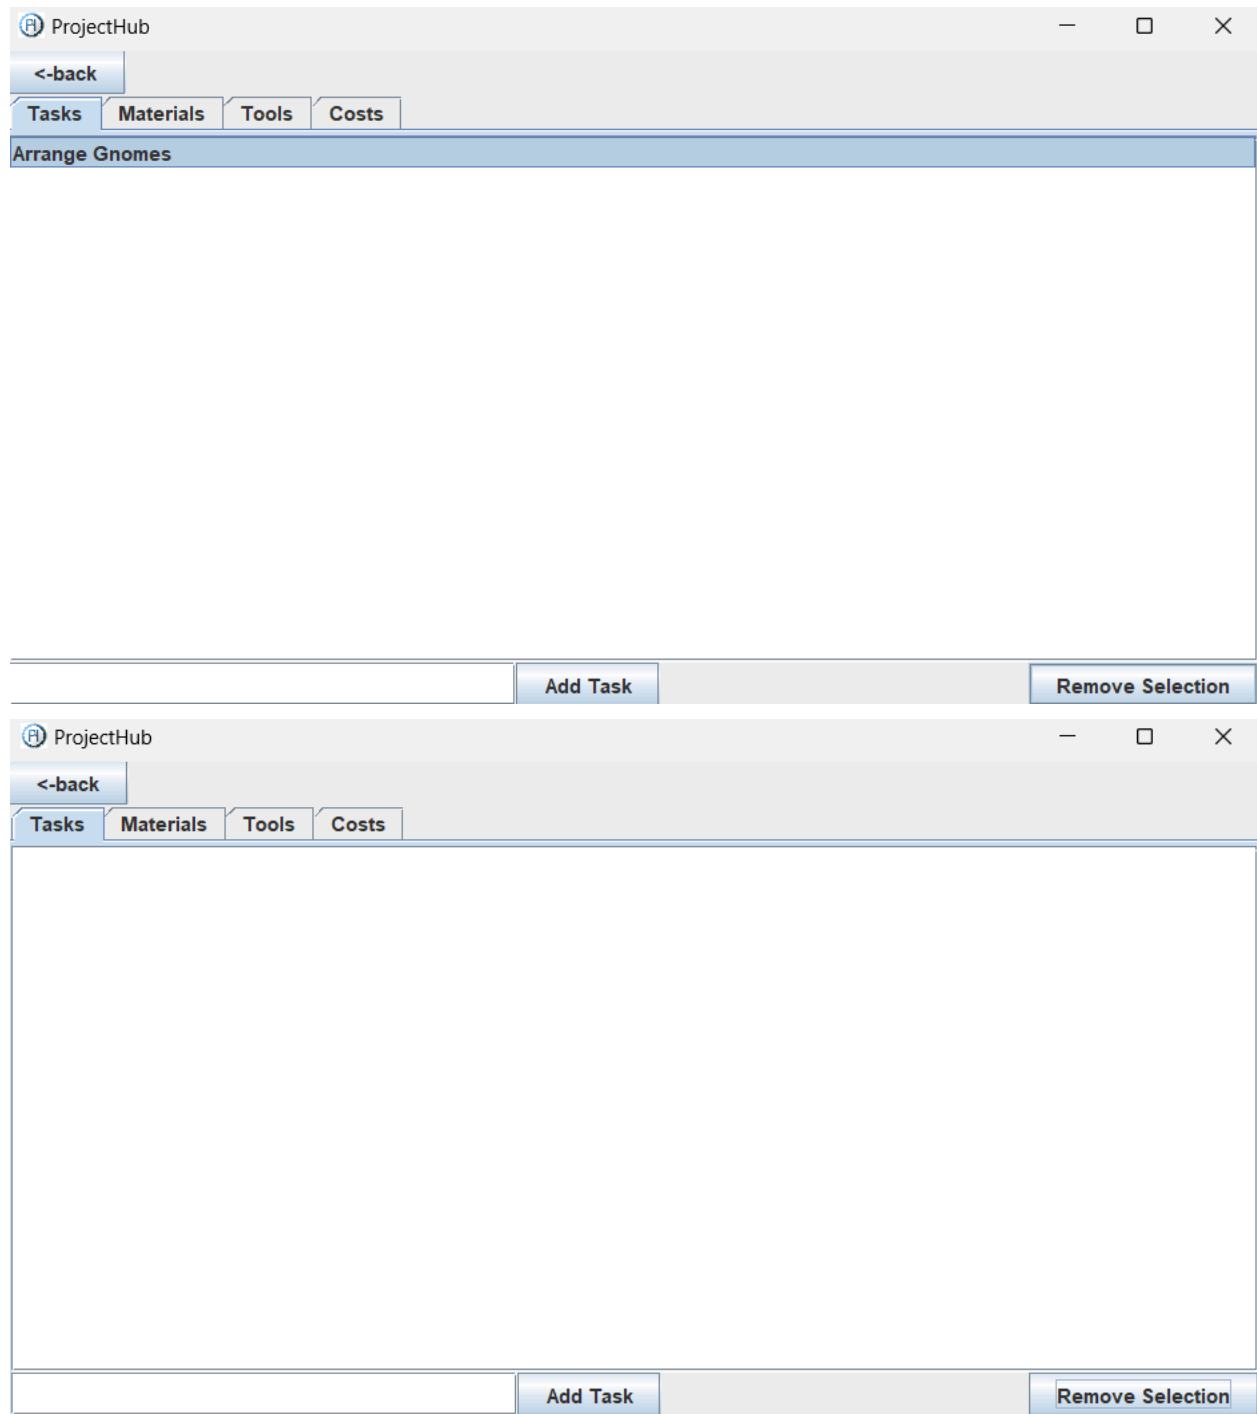 ProjectHub
<-back
Tasks Materials Tools Costs
Arrange Gnomes
Add Task Remove Selection
ProjectHub
<-back
Tasks Materials Tools Costs
Add Task Remove Selection